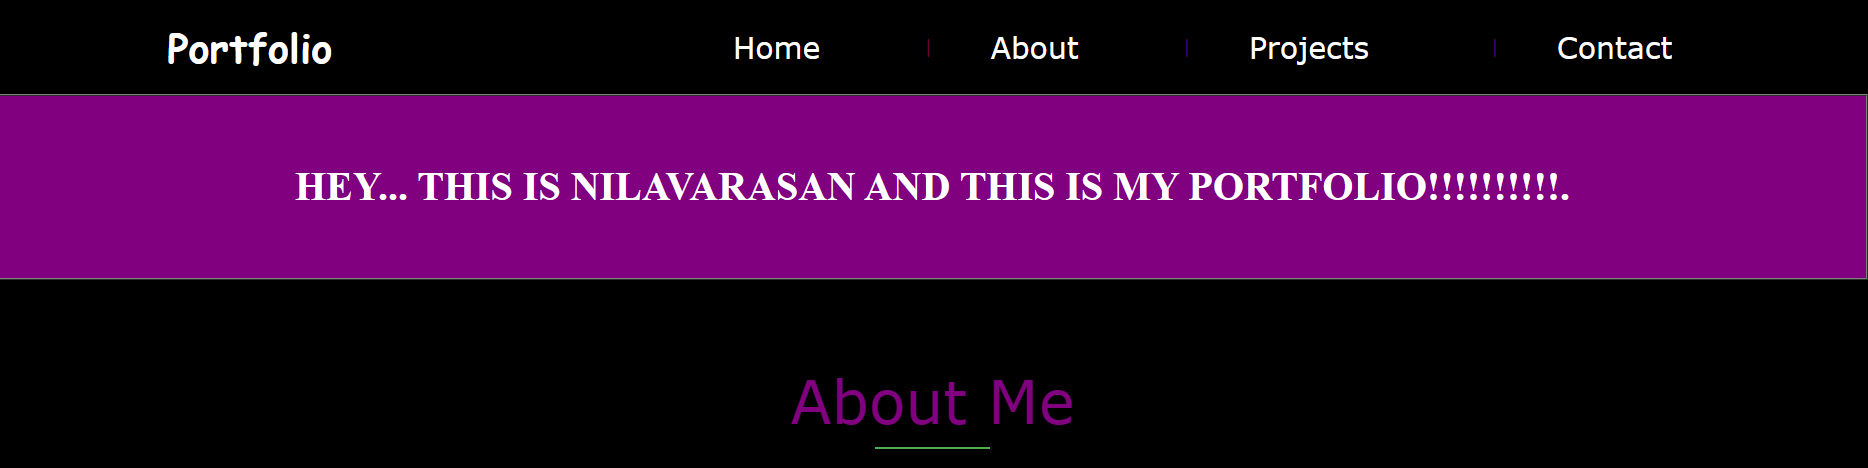 Portfolio Home | About | Projects | Contact
HEY... THIS IS NILAVARASAN AND THIS IS MY PORTFOLIO!!!!!!!!!!.
About Me